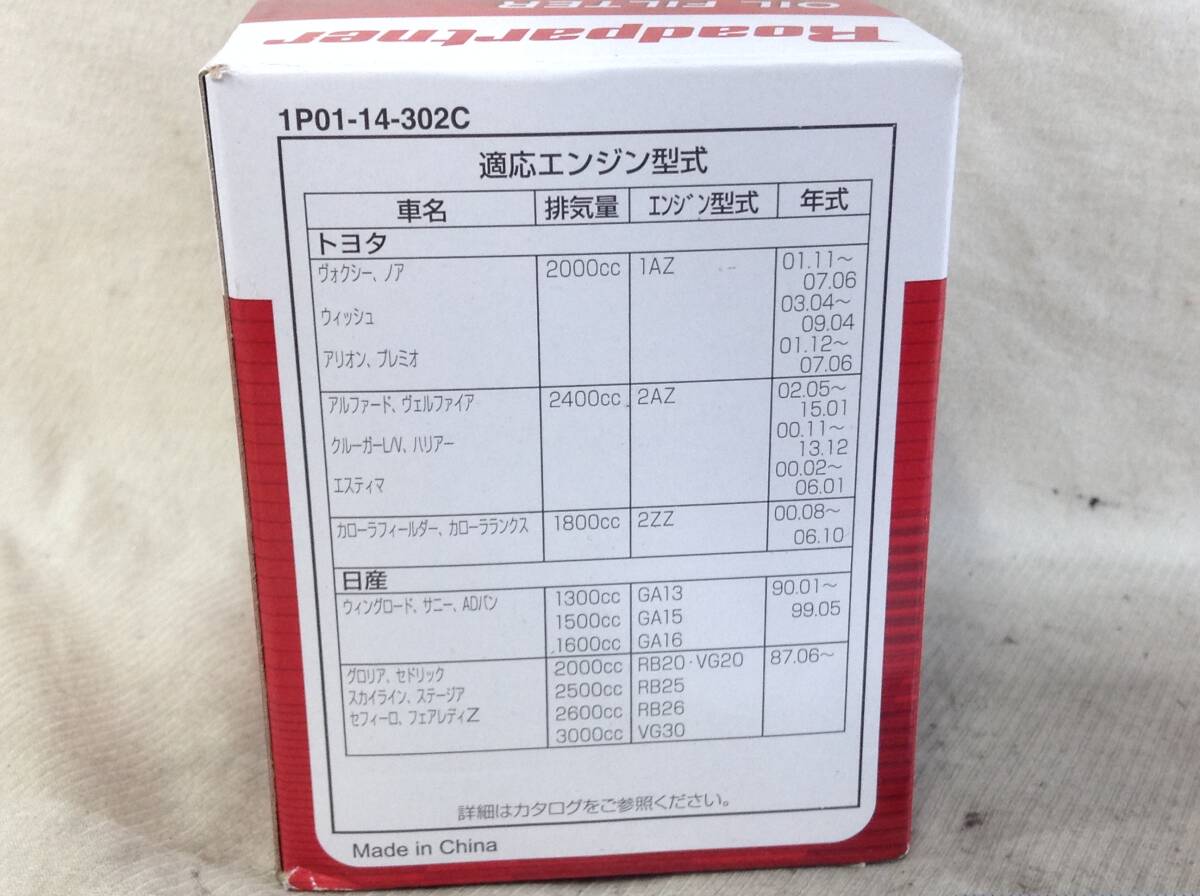 OIL FILTER
Roadpartner
1P01-14-302C
適応エンジン型式
車名 排気量 ｴﾝｼﾞﾝ型式 年式
トヨタ
ヴォクシー、ノア 2000cc 1AZ 01.11～
07.06
ウィッシュ 03.04～
09.04
アリオン、プレミオ 01.12～
07.06
アルファード、ヴェルファイア 2400cc 2AZ 02.05～
15.01
クルーガーL/V、ハリアー 00.11～
13.12
エスティマ 00.02～
06.01
カローラフィールダー、カローラランクス 1800cc 2ZZ 00.08～
06.10
日産
ウィングロード、サニー、ADバン 1300cc GA13 90.01～
1500cc GA15 99.05
1600cc GA16
グロリア、セドリック 2000cc RB20･VG20 87.06～
スカイライン、ステージア 2500cc RB25
セフィーロ、フェアレディZ 2600cc RB26
3000cc VG30
詳細はカタログをご参照ください。
Made in China